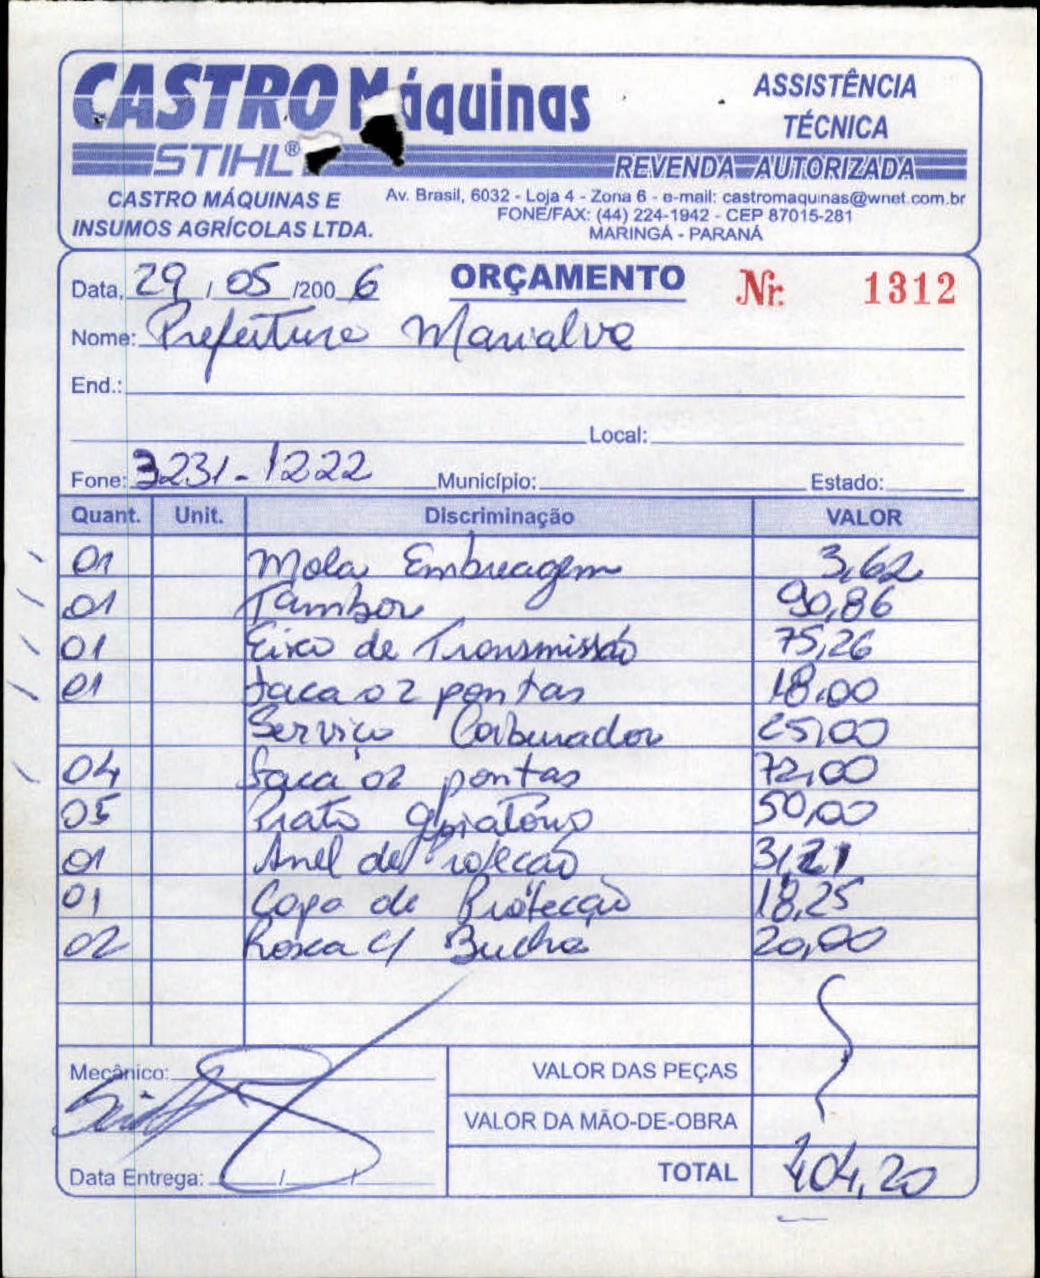 CASTRO Máquinas
ASSISTÊNCIA
TÉCNICA
STIHL®
REVENDA AUTORIZADA
CASTRO MÁQUINAS E
INSUMOS AGRÍCOLAS LTDA.
Av. Brasil, 6032 - Loja 4 - Zona 6 - e-mail: castromaquinas@wnet.com.br
FONE/FAX: (44) 224-1942 - CEP 87015-281
MARINGÁ - PARANÁ
Data, 29 / 05 /200 6 ORÇAMENTO Nr. 1312
Nome: Prefeitura Marialva
End.:
Local:
Fone: 3231-1222 Município: Estado:
Quant. Unit. Discriminação VALOR
01 Mola Embreagem 3,62
01 Tambor 90,86
01 Eixo de Transmissão 75,26
01 faca 02 pontas 18,00
Serviço Carburador 25,00
04 faca 02 pontas 72,00
05 Prato giratório 50,00
01 Anel de Proteção 31,21
01 Capa de Protecção 18,25
02 Rosca c/ Bucha 20,00
Mecânico:
VALOR DAS PEÇAS
VALOR DA MÃO-DE-OBRA
Data Entrega: / /
TOTAL 404,20